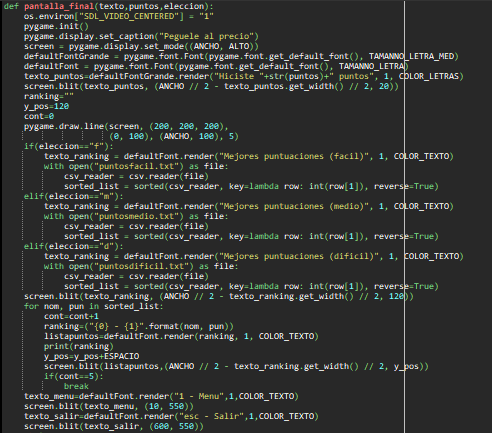 def pantalla_final(texto,puntos,eleccion):
    os.environ["SDL_VIDEO_CENTERED"] = "1"
    pygame.init()
    pygame.display.set_caption("Peguele al precio")
    screen = pygame.display.set_mode((ANCHO, ALTO))
    defaultFontGrande = pygame.font.Font(pygame.font.get_default_font(), TAMANNO_LETRA_MED)
    defaultFont = pygame.font.Font(pygame.font.get_default_font(), TAMANNO_LETRA)
    texto_puntos=defaultFontGrande.render("Hiciste "+str(puntos)+" puntos", 1, COLOR_LETRAS)
    screen.blit(texto_puntos, (ANCHO // 2 - texto_puntos.get_width() // 2, 20))
    ranking=""
    y_pos=120
    cont=0
    pygame.draw.line(screen, (200, 200, 200),
                     (0, 100), (ANCHO, 100), 5)
    if(eleccion=="f"):
        texto_ranking = defaultFont.render("Mejores puntuaciones (facil)", 1, COLOR_TEXTO)
        with open("puntosfacil.txt") as file:
            csv_reader = csv.reader(file)
            sorted_list = sorted(csv_reader, key=lambda row: int(row[1]), reverse=True)
    elif(eleccion=="m"):
        texto_ranking = defaultFont.render("Mejores puntuaciones (medio)", 1, COLOR_TEXTO)
        with open("puntosmedio.txt") as file:
            csv_reader = csv.reader(file)
            sorted_list = sorted(csv_reader, key=lambda row: int(row[1]), reverse=True)
    elif(eleccion=="d"):
        texto_ranking = defaultFont.render("Mejores puntuaciones (dificil)", 1, COLOR_TEXTO)
        with open("puntosdificil.txt") as file:
            csv_reader = csv.reader(file)
            sorted_list = sorted(csv_reader, key=lambda row: int(row[1]), reverse=True)
    screen.blit(texto_ranking, (ANCHO // 2 - texto_ranking.get_width() // 2, 120))
    for nom, pun in sorted_list:
        cont=cont+1
        ranking=("{0} - {1}".format(nom, pun))
        listapuntos=defaultFont.render(ranking, 1, COLOR_TEXTO)
        print(ranking)
        y_pos=y_pos+ESPACIO
        screen.blit(listapuntos,(ANCHO // 2 - texto_ranking.get_width() // 2, y_pos))
        if(cont==5):
            break
    texto_menu=defaultFont.render("1 - Menu",1,COLOR_TEXTO)
    screen.blit(texto_menu, (10, 550))
    texto_salir=defaultFont.render("esc - Salir",1,COLOR_TEXTO)
    screen.blit(texto_salir, (600, 550))